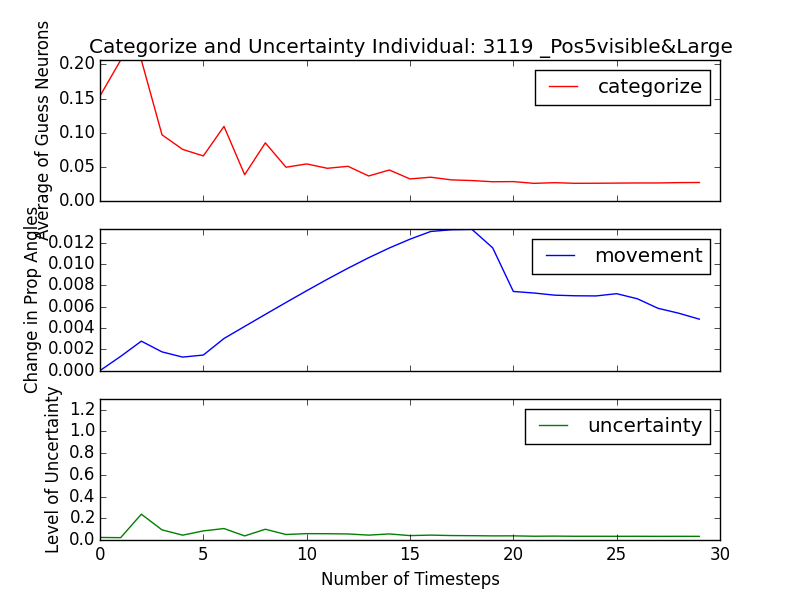 Categorize and Uncertainty Individual: 3119 _Pos5visible&Large
Average of Guess Neurons
0.20
0.15
0.10
0.05
0.00
categorize
Change in Prop Angles
0.012
0.010
0.008
0.006
0.004
0.002
0.000
movement
Level of Uncertainty
1.2
1.0
0.8
0.6
0.4
0.2
0.0
uncertainty
0 5 10 15 20 25 30
Number of Timesteps